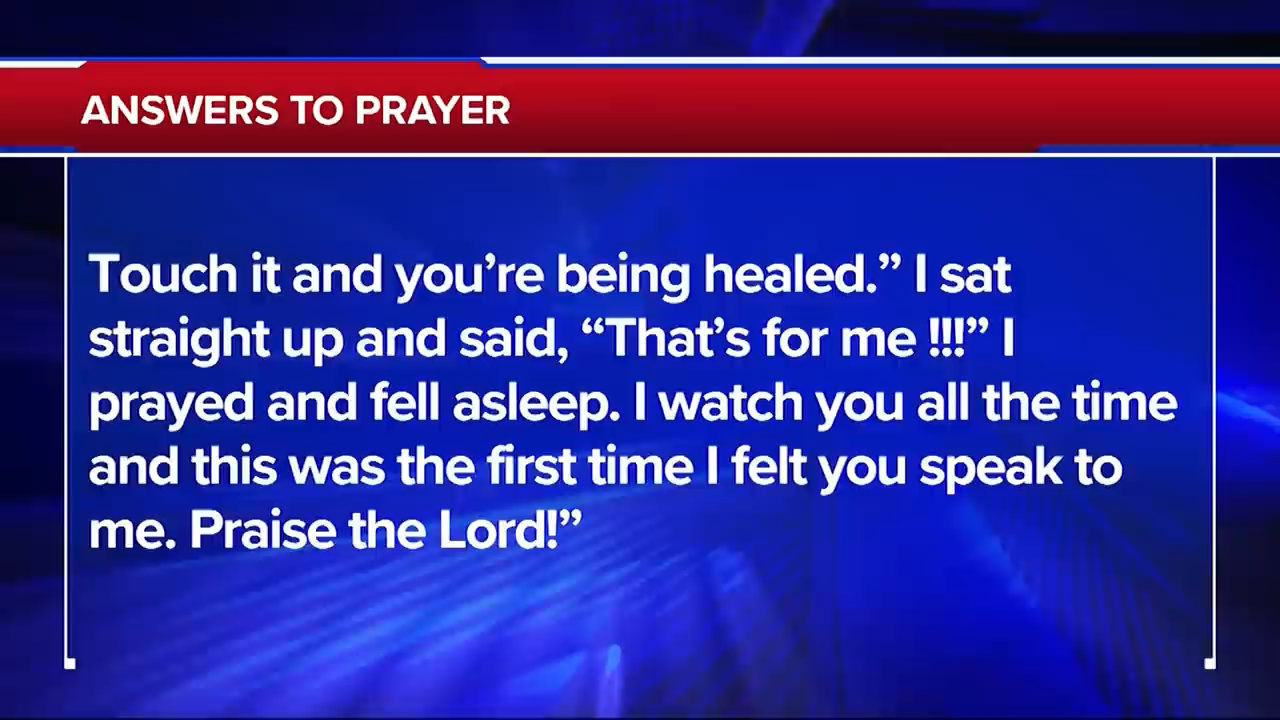 ANSWERS TO PRAYER
Touch it and you’re being healed.” I sat
straight up and said, “That’s for me !!!” I
prayed and fell asleep. I watch you all the time
and this was the first time I felt you speak to
me. Praise the Lord!”